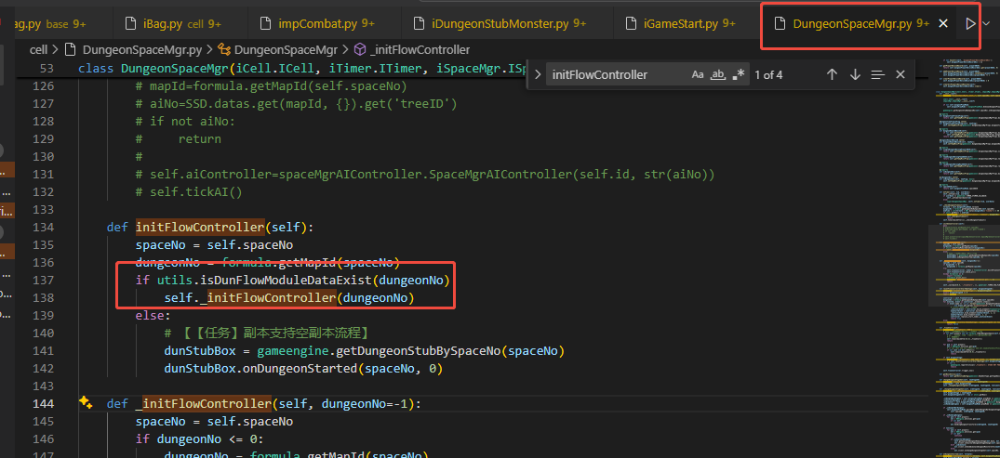 ag.py base 9+ iBag.py cell 9+ impCombat.py 9+ iDungeonStubMonster.py 9+ iGameStart.py 9+ DungeonSpaceMgr.py 9+
cell > DungeonSpaceMgr.py > DungeonSpaceMgr > _initFlowController
53 class DungeonSpaceMgr(iCell.ICell, iTimer.ITimer, iSpaceMgr.ISp
initFlowController Aa ab .* 1 of 4
126 # mapId=formula.getMapId(self.spaceNo)
127 # aiNo=SSD.datas.get(mapId, {}).get('treeID')
128 # if not aiNo:
129 #     return
130 #
131 # self.aiController=spaceMgrAIController.SpaceMgrAIController(self.id, str(aiNo))
132 # self.tickAI()
133
134 def initFlowController(self):
135 spaceNo = self.spaceNo
136 dungeonNo = formula.getMapId(spaceNo)
137 if utils.isDunFlowModuleDataExist(dungeonNo)
138 self._initFlowController(dungeonNo)
139 else:
140 # 【【任务】副本支持空副本流程】
141 dunStubBox = gameengine.getDungeonStubBySpaceNo(spaceNo)
142 dunStubBox.onDungeonStarted(spaceNo, 0)
143
144 def _initFlowController(self, dungeonNo=-1):
145 spaceNo = self.spaceNo
146 if dungeonNo <= 0:
147 dungeonNo = formula.getMapId(spaceNo)